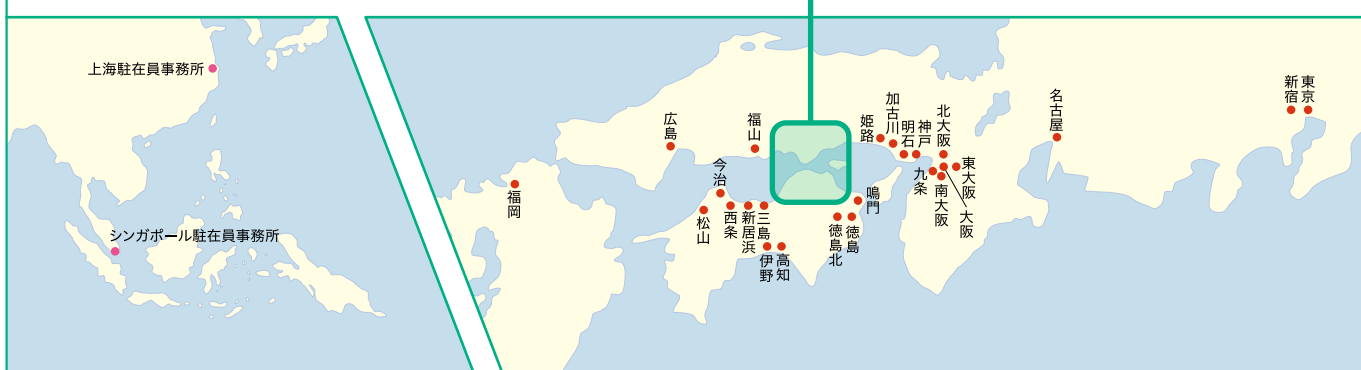 上海駐在員事務所
シンガポール駐在員事務所
福岡
広島
福山
今治
松山
西条
新居浜
三島
伊野
高知
姫路
加古川
明石
神戸
北大阪
九条
南大阪
東大阪
大阪
鳴門
徳島北
徳島
名古屋
新宿
東京